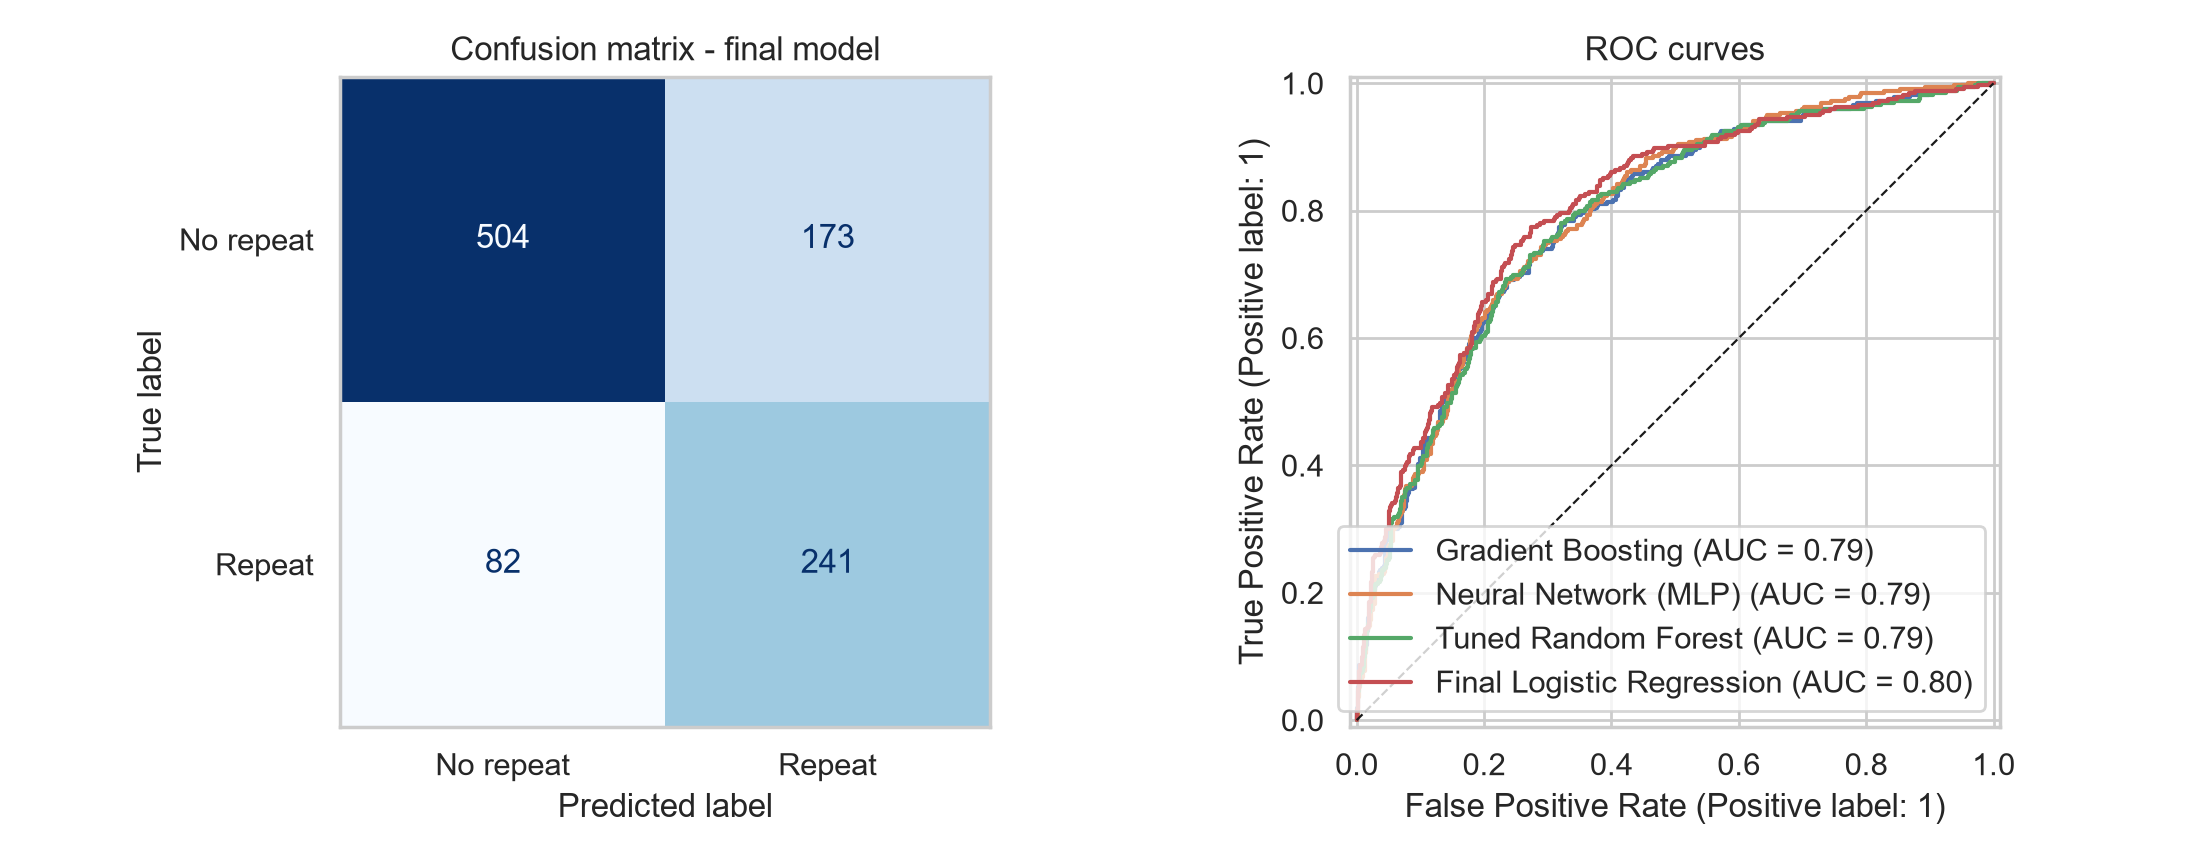 Confusion matrix - final model
True label
No repeat
504
173
Repeat
82
241
No repeat
Repeat
Predicted label
ROC curves
True Positive Rate (Positive label: 1)
1.0
0.8
0.6
0.4
0.2
0.0
Gradient Boosting (AUC = 0.79)
Neural Network (MLP) (AUC = 0.79)
Tuned Random Forest (AUC = 0.79)
Final Logistic Regression (AUC = 0.80)
0.0
0.2
0.4
0.6
0.8
1.0
False Positive Rate (Positive label: 1)